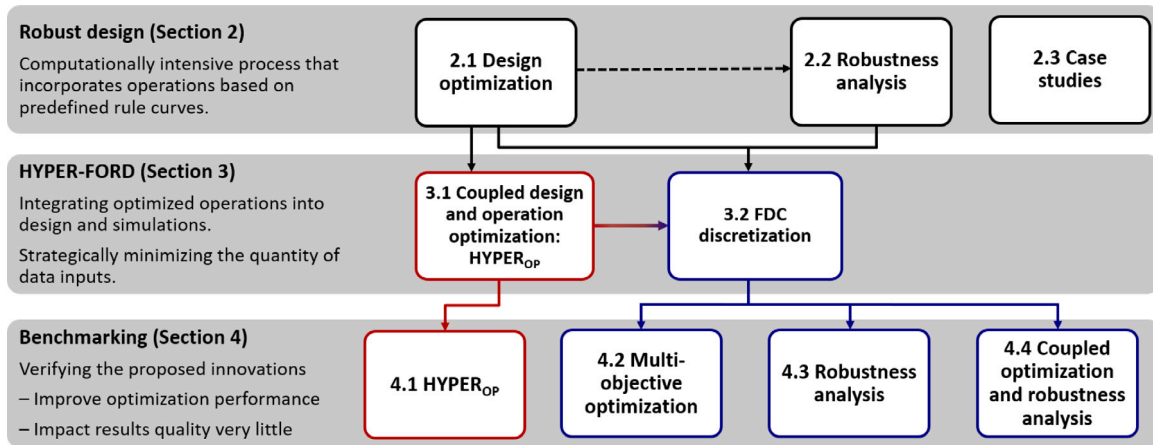 Robust design (Section 2)
Computationally intensive process that
incorporates operations based on
predefined rule curves.
2.1 Design
optimization
2.2 Robustness
analysis
2.3 Case
studies
HYPER-FORD (Section 3)
Integrating optimized operations into
design and simulations.
Strategically minimizing the quantity of
data inputs.
3.1 Coupled design
and operation
optimization:
HYPER_OP
3.2 FDC
discretization
Benchmarking (Section 4)
Verifying the proposed innovations
– Improve optimization performance
– Impact results quality very little
4.1 HYPER_OP
4.2 Multi-
objective
optimization
4.3 Robustness
analysis
4.4 Coupled
optimization
and robustness
analysis